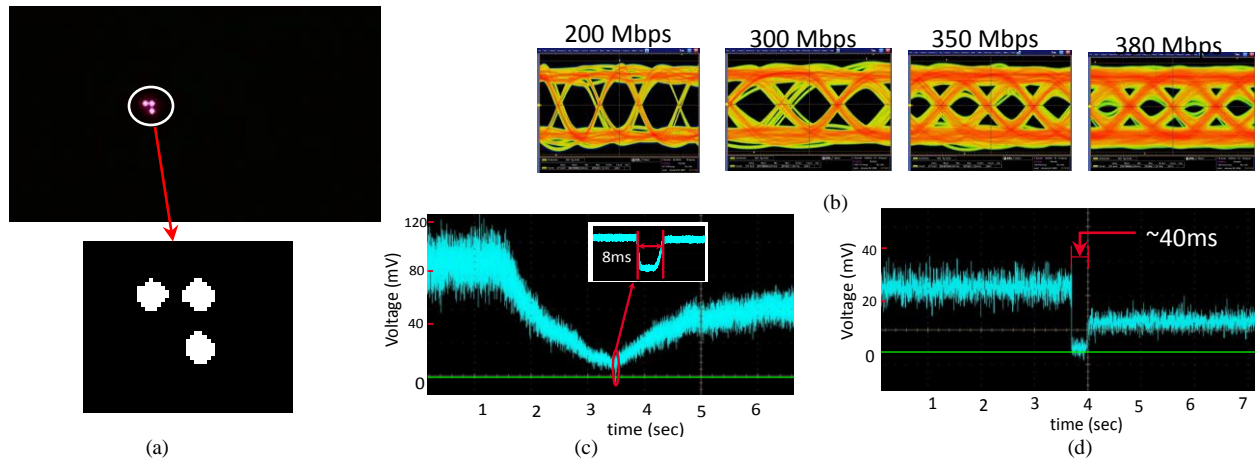 200 Mbps
300 Mbps
350 Mbps
380 Mbps
(b)
(a)
120
80
40
0
Voltage (mV)
8ms
1 2 3 4 5 6
time (sec)
(c)
40
20
0
Voltage (mV)
~40ms
1 2 3 4 5 6 7
time (sec)
(d)